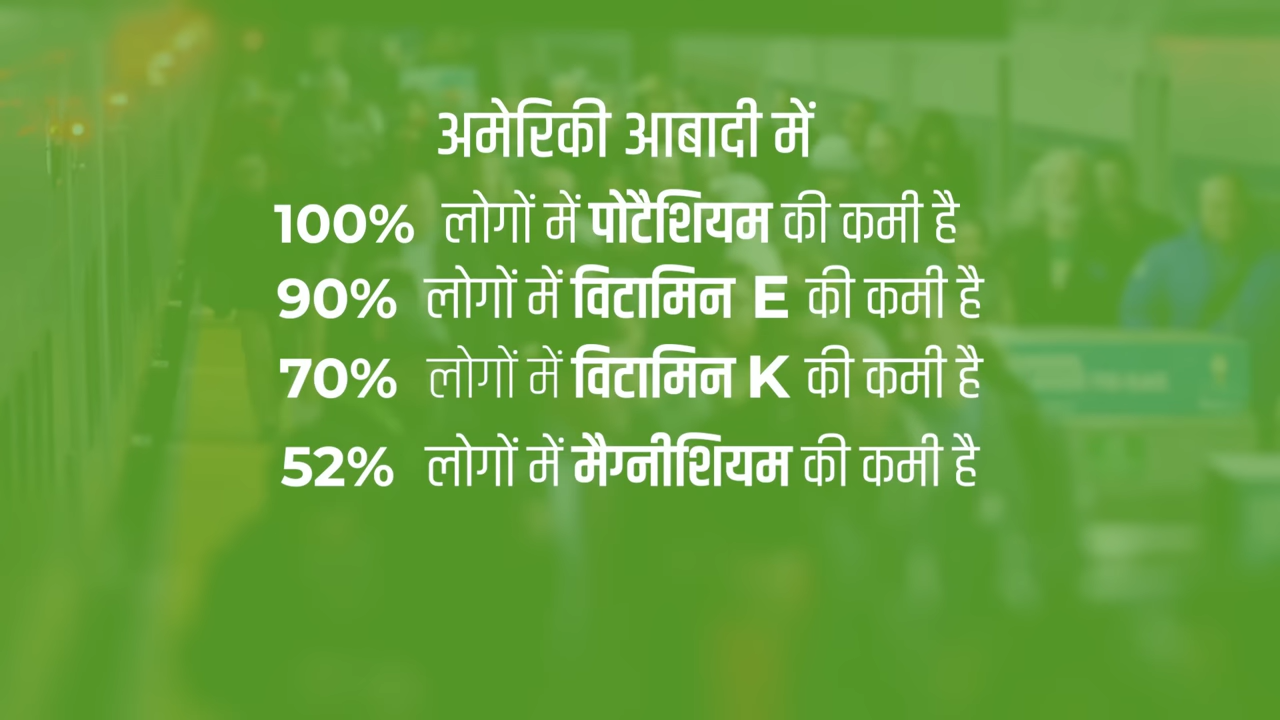 अमेरिकी आबादी में
100% लोगों में पोटैशियम की कमी है
90% लोगों में विटामिन E की कमी है
70% लोगों में विटामिन K की कमी है
52% लोगों में मैग्नीशियम की कमी है